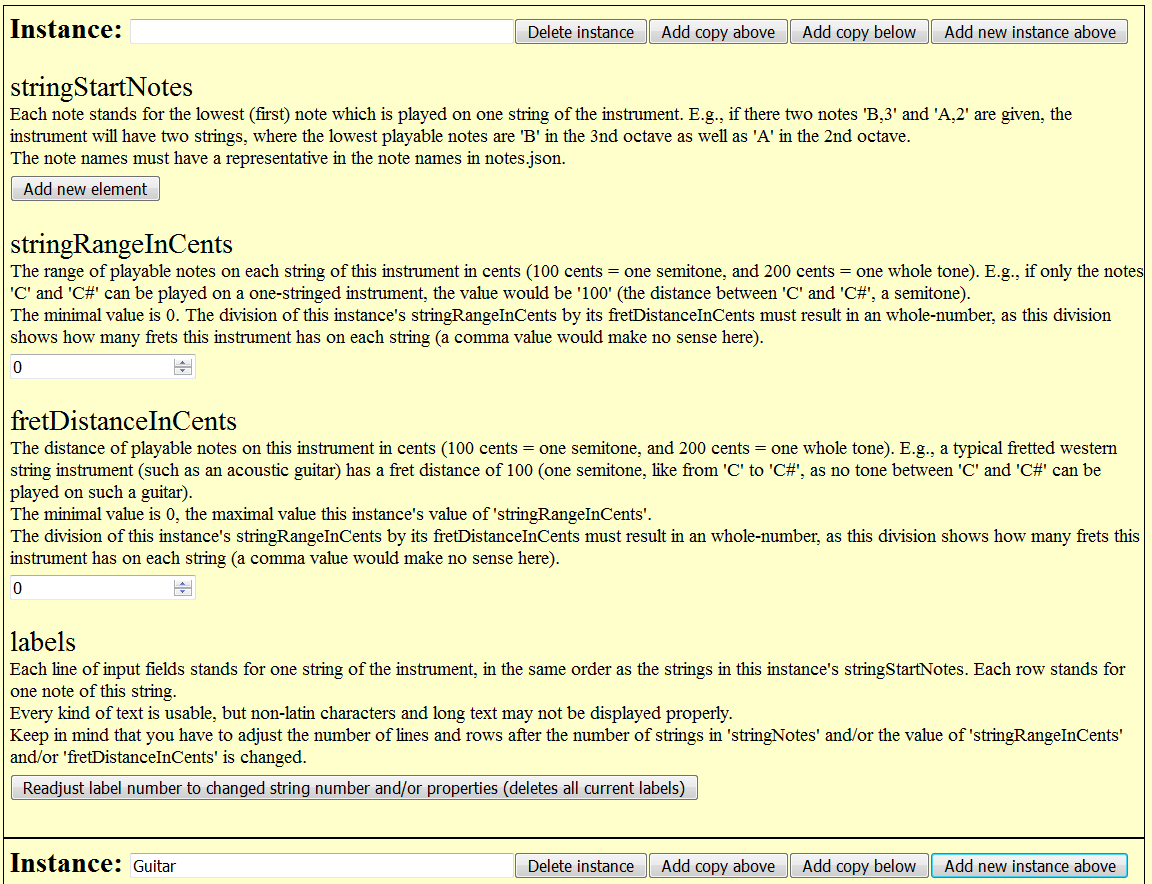 Instance: Delete instance Add copy above Add copy below Add new instance above
stringStartNotes
Each note stands for the lowest (first) note which is played on one string of the instrument. E.g., if there two notes 'B,3' and 'A,2' are given, the
instrument will have two strings, where the lowest playable notes are 'B' in the 3nd octave as well as 'A' in the 2nd octave.
The note names must have a representative in the note names in notes.json.
Add new element
stringRangeInCents
The range of playable notes on each string of this instrument in cents (100 cents = one semitone, and 200 cents = one whole tone). E.g., if only the notes
'C' and 'C#' can be played on a one-stringed instrument, the value would be '100' (the distance between 'C' and 'C#', a semitone).
The minimal value is 0. The division of this instance's stringRangeInCents by its fretDistanceInCents must result in an whole-number, as this division
shows how many frets this instrument has on each string (a comma value would make no sense here).
0
fretDistanceInCents
The distance of playable notes on this instrument in cents (100 cents = one semitone, and 200 cents = one whole tone). E.g., a typical fretted western
string instrument (such as an acoustic guitar) has a fret distance of 100 (one semitone, like from 'C' to 'C#', as no tone between 'C' and 'C#' can be
played on such a guitar).
The minimal value is 0, the maximal value this instance's value of 'stringRangeInCents'.
The division of this instance's stringRangeInCents by its fretDistanceInCents must result in an whole-number, as this division shows how many frets this
instrument has on each string (a comma value would make no sense here).
0
labels
Each line of input fields stands for one string of the instrument, in the same order as the strings in this instance's stringStartNotes. Each row stands for
one note of this string.
Every kind of text is usable, but non-latin characters and long text may not be displayed properly.
Keep in mind that you have to adjust the number of lines and rows after the number of strings in 'stringNotes' and/or the value of 'stringRangeInCents'
and/or 'fretDistanceInCents' is changed.
Readjust label number to changed string number and/or properties (deletes all current labels)
Instance: Guitar Delete instance Add copy above Add copy below Add new instance above